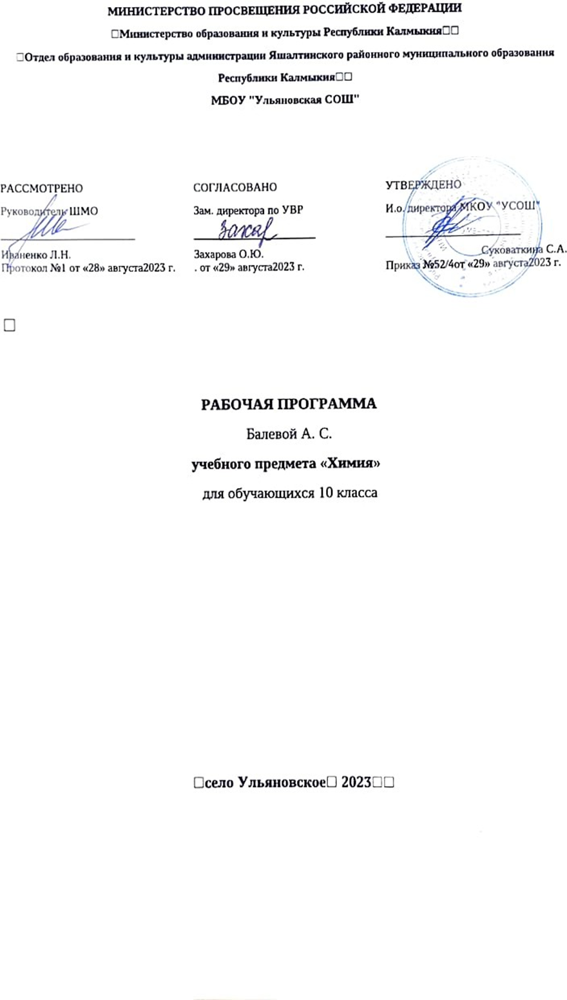 МИНИСТЕРСТВО ПРОСВЕЩЕНИЯ РОССИЙСКОЙ ФЕДЕРАЦИИ
□Министерство образования и культуры Республики Калмыкия□□
□Отдел образования и культуры администрации Яшалтинского районного муниципального образования
Республики Калмыкия□□
МБОУ "Ульяновская СОШ"
РАССМОТРЕНО
Руководитель ШМО
Иваненко Л.Н.
Протокол №1 от «28» августа2023 г.
СОГЛАСОВАНО
Зам. директора по УВР
Захар
Захарова О.Ю.
. от «29» августа2023 г.
УТВЕРЖДЕНО
И.о. директора МКОУ "УСОШ"
Суковаткина С.А.
Приказ №52/4от «29» августа2023 г.
□
РАБОЧАЯ ПРОГРАММА
Балевой А. С.
учебного предмета «Химия»
для обучающихся 10 класса
□село Ульяновское□ 2023□□